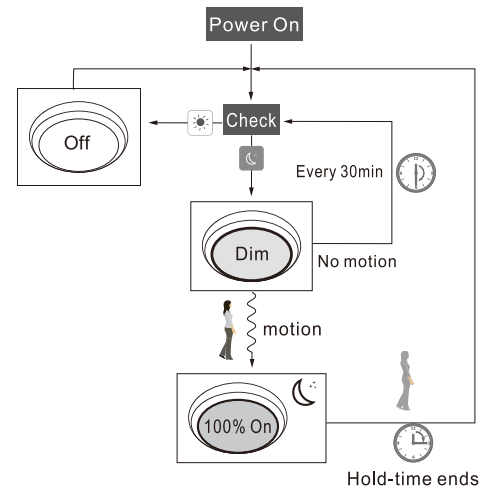 Power On
Check
Off
Every 30min
Dim
No motion
motion
100% On
Hold-time ends